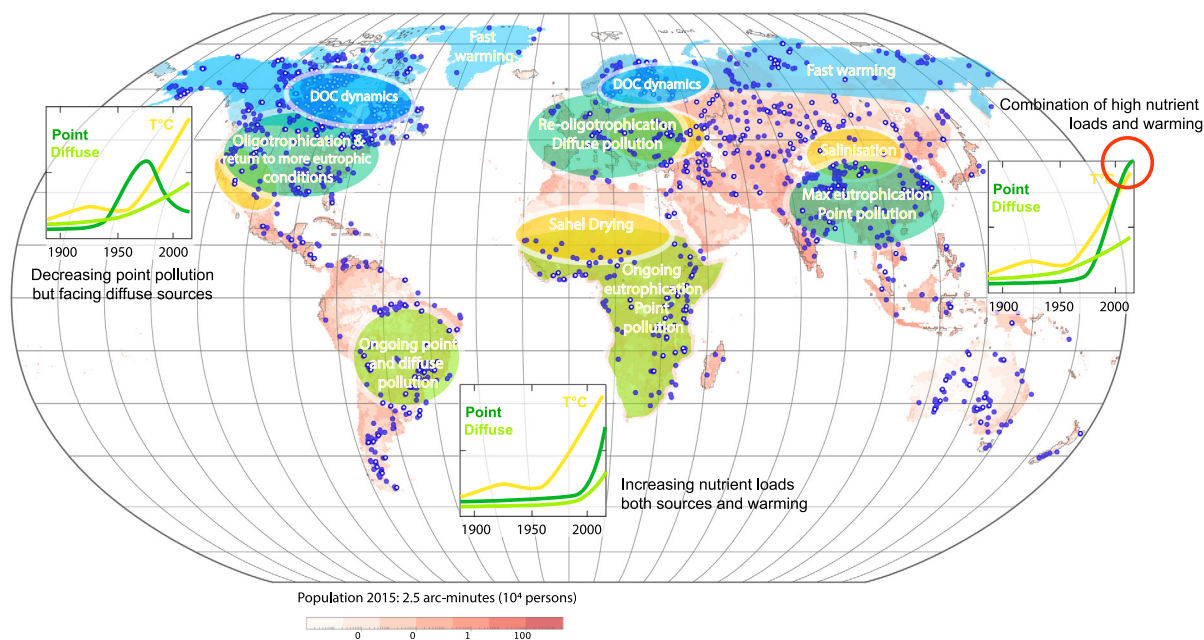 Fast
warming
Fast warming
DOC dynamics
DOC dynamics
Combination of high nutrient
loads and warming
Point
Diffuse
T°C
1900
1950
2000
Decreasing point pollution
but facing diffuse sources
Oligotrophication &
return to more eutrophic
conditions
Re-oligotrophication
Diffuse pollution
Salinisation
Max eutrophication
Point pollution
Point
Diffuse
T°C
1900
1950
2000
Sahel Drying
Ongoing
eutrophication
Point
pollution
Ongoing point
and diffuse
pollution
Point
Diffuse
T°C
1900
1950
2000
Increasing nutrient loads
both sources and warming
Population 2015: 2.5 arc-minutes (10⁴ persons)
0 0 1 100